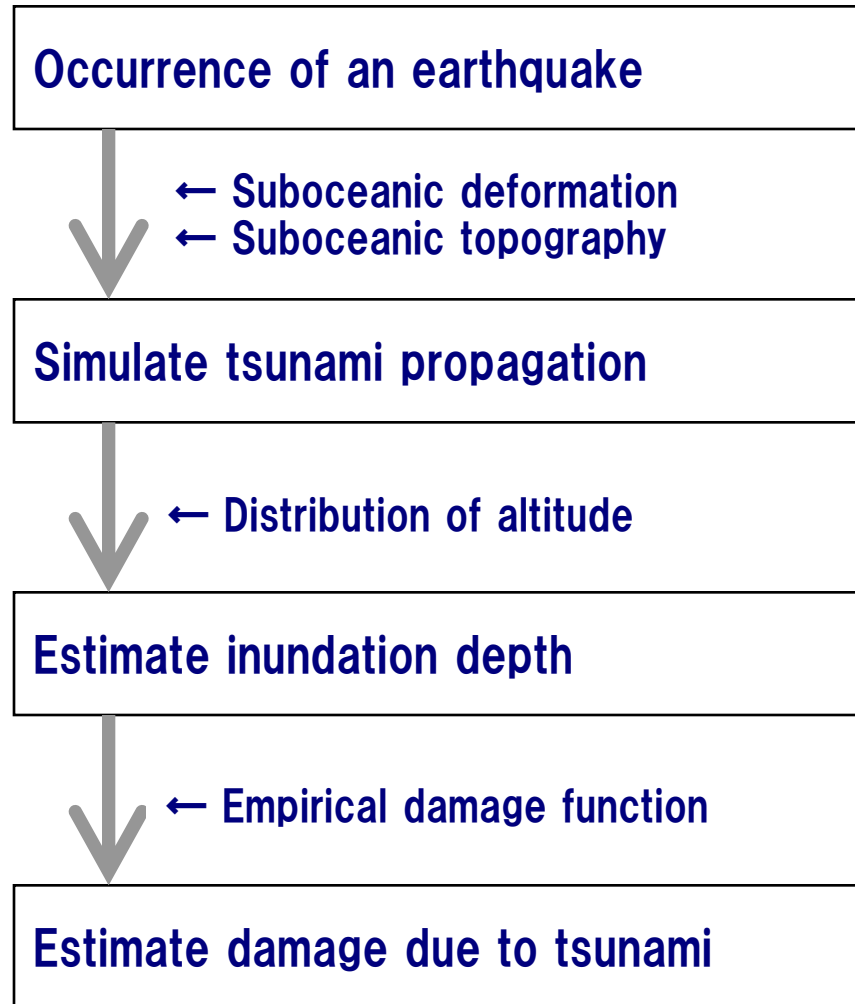 Occurrence of an earthquake
← Suboceanic deformation
← Suboceanic topography
Simulate tsunami propagation
← Distribution of altitude
Estimate inundation depth
← Empirical damage function
Estimate damage due to tsunami